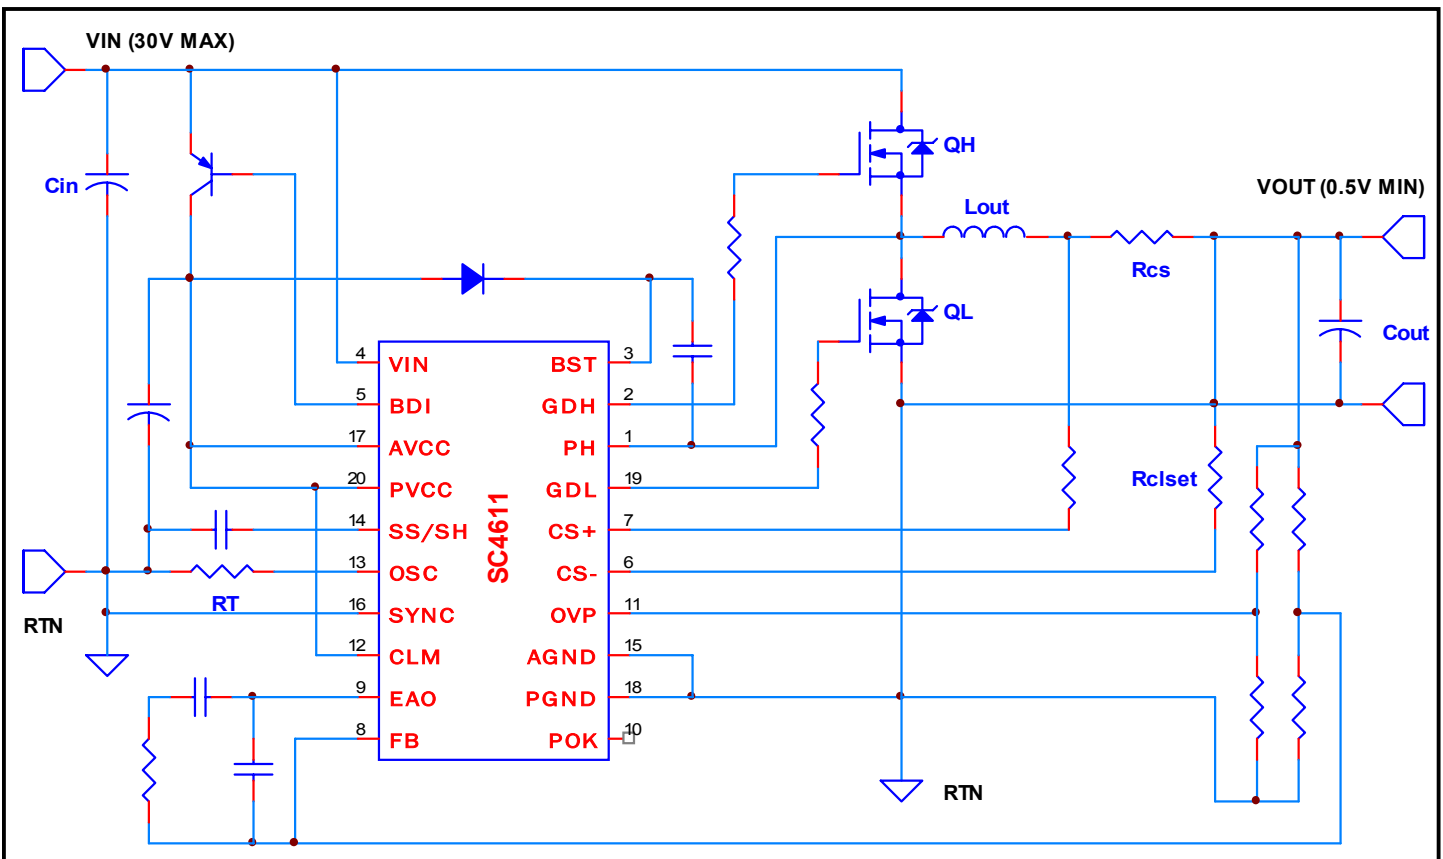 VIN (30V MAX)
QH
Cin
VOUT (0.5V MIN)
Lout
Rcs
QL
Cout
4 VIN BST 3
5 BDI GDH 2
17 AVCC PH 1
20 PVCC GDL 19
Rclset
14 SS/SH CS+ 7
SC4611
13 OSC CS- 6
RT
16 SYNC OVP 11
RTN
12 CLM AGND 15
9 EAO PGND 18
8 FB POK 10
RTN